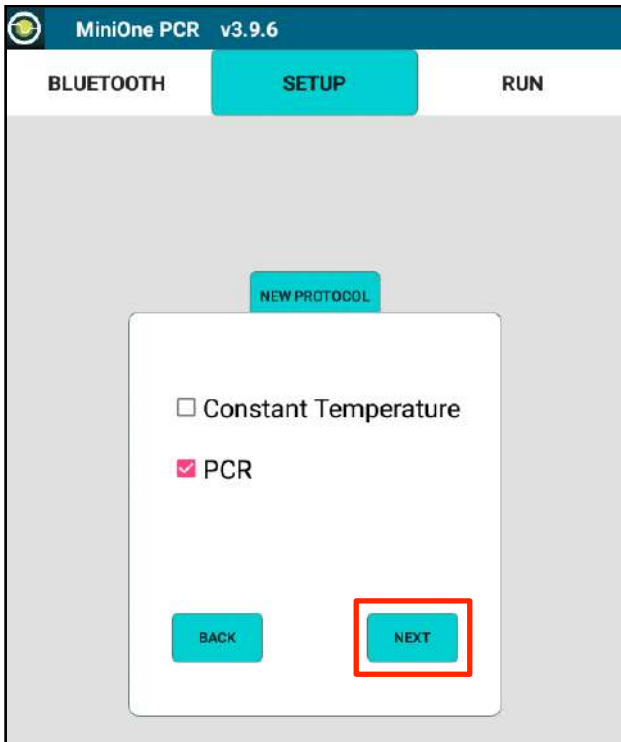 MiniOne PCR v3.9.6
BLUETOOTH SETUP RUN
NEW PROTOCOL
Constant Temperature
PCR
BACK NEXT